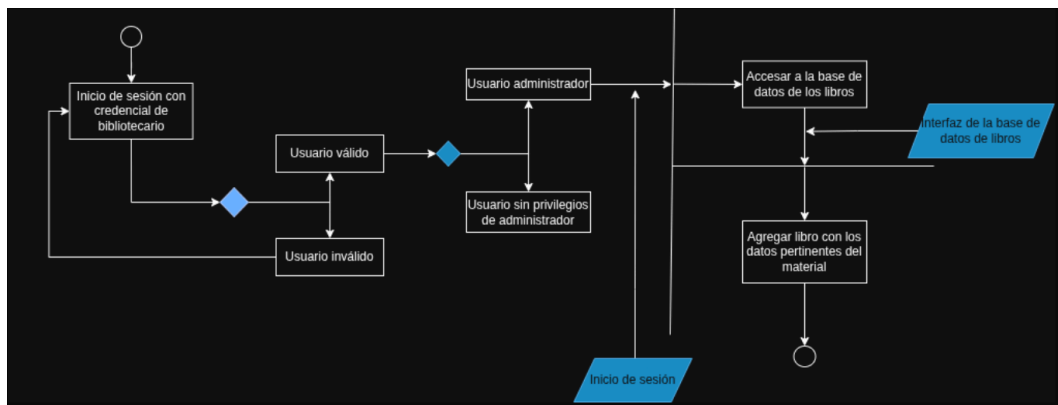 Inicio de sesión con
credencial de
bibliotecario
Usuario válido
Usuario inválido
Usuario administrador
Usuario sin privilegios
de administrador
Inicio de sesión
Accesar a la base de
datos de los libros
Interfaz de la base de
datos de libros
Agregar libro con los
datos pertinentes del
material